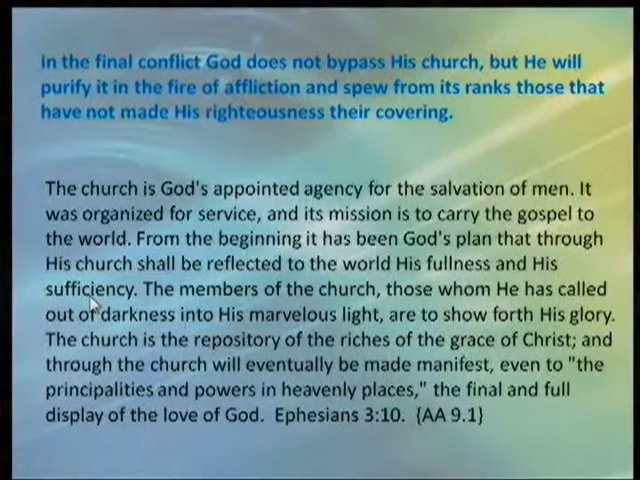 In the final conflict God does not bypass His church, but He will
purify it in the fire of affliction and spew from its ranks those that
have not made His righteousness their covering.
The church is God's appointed agency for the salvation of men. It
was organized for service, and its mission is to carry the gospel to
the world. From the beginning it has been God's plan that through
His church shall be reflected to the world His fullness and His
sufficiency. The members of the church, those whom He has called
out of darkness into His marvelous light, are to show forth His glory.
The church is the repository of the riches of the grace of Christ; and
through the church will eventually be made manifest, even to "the
principalities and powers in heavenly places," the final and full
display of the love of God.  Ephesians 3:10.  {AA 9.1}